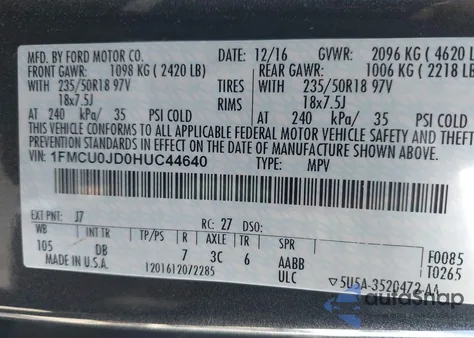 MFD. BY FORD MOTOR CO. DATE: 12/16 GVWR: 2096 KG ( 4620 LB
FRONT GAWR: 1098 KG ( 2420 LB) REAR GAWR: 1006 KG ( 2218 LB
WITH 235/50R18 97V TIRES WITH 235/50R18 97V
18x7.5J RIMS 18x7.5J
AT 240 kPa/ 35 PSI COLD AT 240 kPa/ 35 PSI COLD
THIS VEHICLE CONFORMS TO ALL APPLICABLE FEDERAL MOTOR VEHICLE SAFETY AND THEFT
PREVENTION STANDARDS IN EFFECT ON THE DATE OF MANUFACTURE SHOWN ABOVE.
VIN: 1FMCU0JD0HUC44640 TYPE: MPV
EXT PNT: J7 RC: 27 DSO:
WB INT TR TP/PS R AXLE TR SPR
105 DB 7 3C 6 AABB F0085
MADE IN U.S.A. 1201612072285 ULC T0265
5U5A-3520472-AA
autosnap